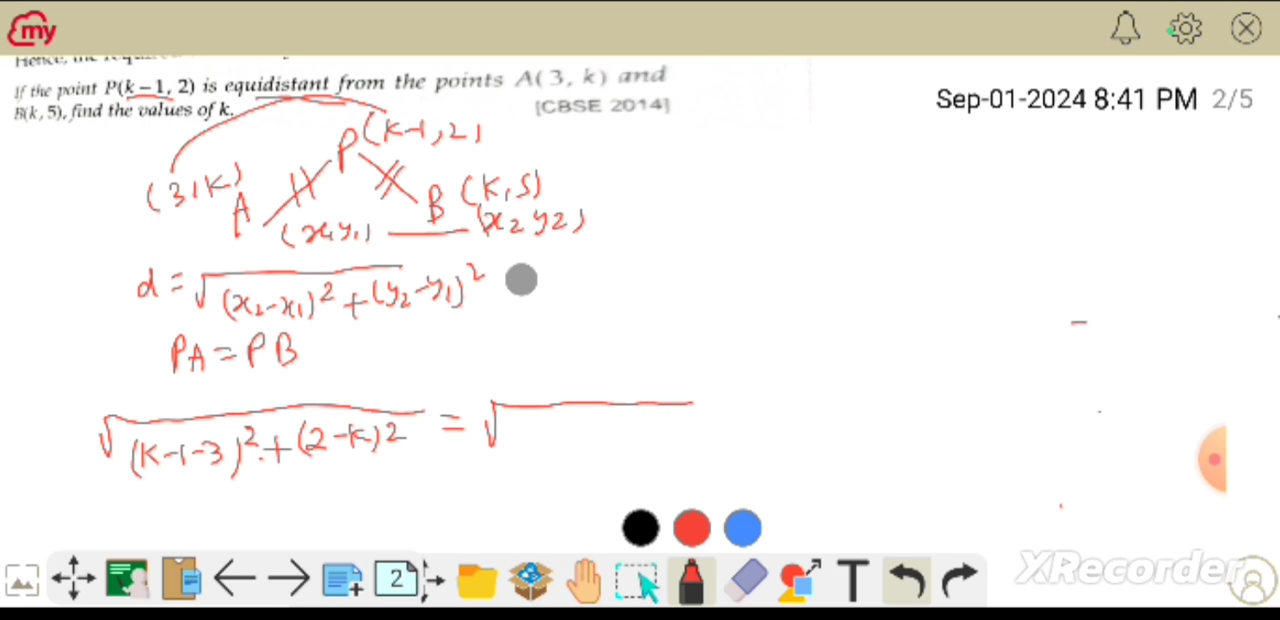 my
Hence, the
If the point P(k – 1, 2) is equidistant from the points A(3, k) and
B(k, 5), find the values of k. [CBSE 2014]
Sep-01-2024 8:41 PM 2/5
P (k-1, 2)
(3, k) A
B (k, 5)
(x₁ y₁) (x₂ y₂)
d = √(x₂-x₁)² + (y₂-y₁)²
PA = PB
√(k-1-3)² + (2-k)² = √
2
T
XRecorder